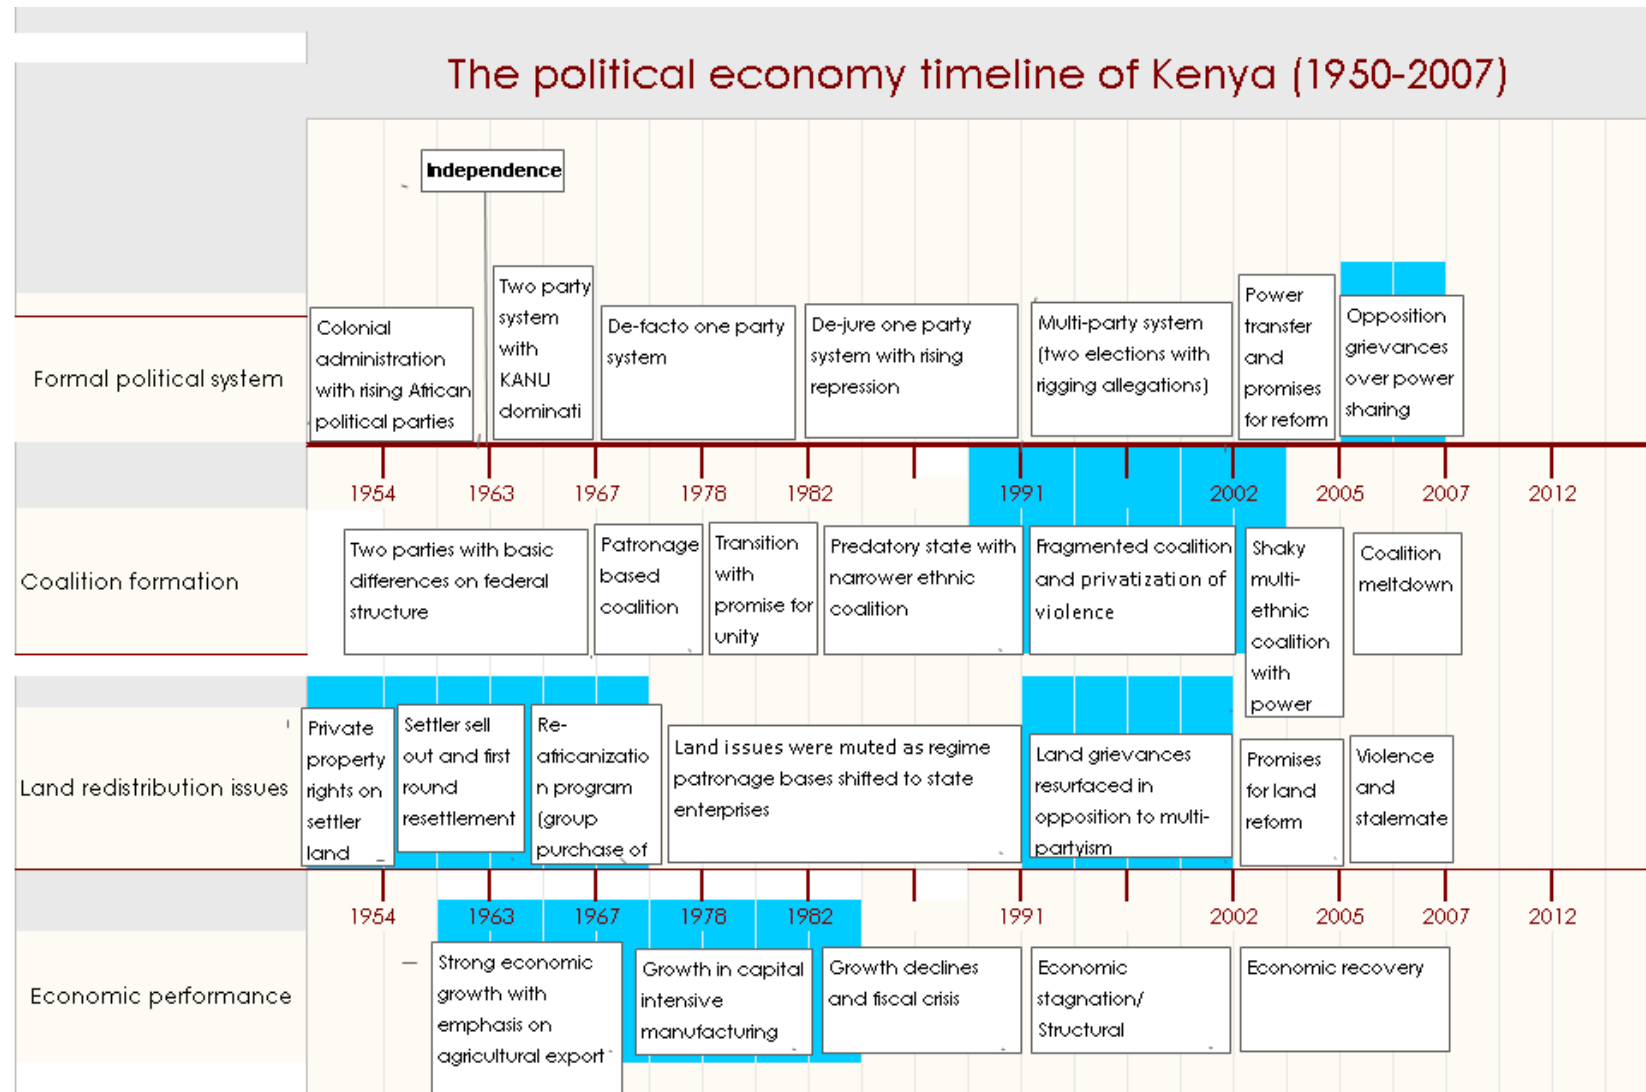 The political economy timeline of Kenya (1950-2007)
Independence
Formal political system
Colonial
administration
with rising African
political parties
Two party
system
with
KANU
dominati
De-facto one party
system
De-jure one party
system with rising
repression
Multi-party system
(two elections with
rigging allegations)
Power
transfer
and
promises
for reform
Opposition
grievances
over power
sharing
1954 1963 1967 1978 1982 1991 2002 2005 2007 2012
Coalition formation
Two parties with basic
differences on federal
structure
Patronage
based
coalition
Transition
with
promise for
unity
Predatory state with
narrower ethnic
coalition
Fragmented coalition
and privatization of
violence
Shaky
multi-
ethnic
coalition
with
power
Coalition
meltdown
Land redistribution issues
Private
property
rights on
settler
land
Settler sell
out and first
round
resettlement
Re-
africanizatio
n program
(group
purchase of
Land issues were muted as regime
patronage bases shifted to state
enterprises
Land grievances
resurfaced in
opposition to multi-
partyism
Promises
for land
reform
Violence
and
stalemate
1954 1963 1967 1978 1982 1991 2002 2005 2007 2012
Economic performance
Strong economic
growth with
emphasis on
agricultural export
Growth in capital
intensive
manufacturing
Growth declines
and fiscal crisis
Economic
stagnation/
Structural
Economic recovery